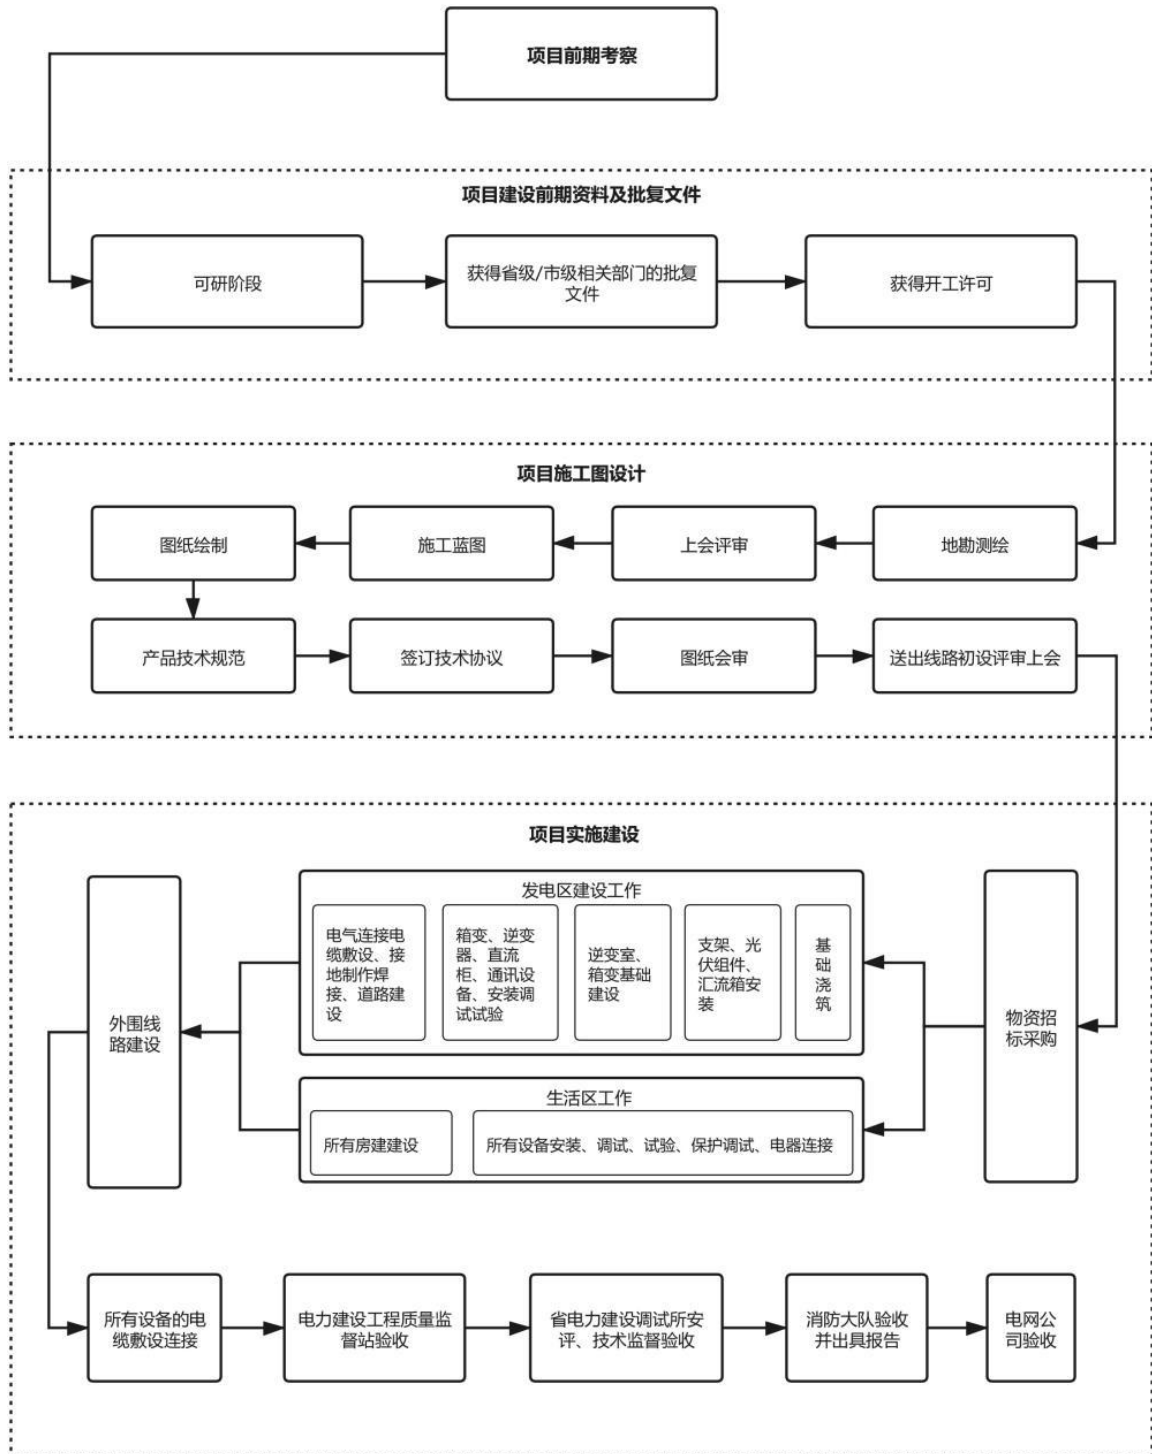 项目前期考察
项目建设前期资料及批复文件
可研阶段
获得省级/市级相关部门的批复
文件
获得开工许可
项目施工图设计
图纸绘制
施工蓝图
上会评审
地勘测绘
产品技术规范
签订技术协议
图纸会审
送出线路初设评审上会
项目实施建设
外围线
路建设
发电区建设工作
电气连接电
缆敷设、接
地制作焊
接、道路建
设
箱变、逆变
器、直流
柜、通讯设
备、安装调
试试验
逆变室、
箱变基础
建设
支架、光
伏组件、
汇流箱安
装
基
础
浇
筑
物资招
标采购
生活区工作
所有房建建设
所有设备安装、调试、试验、保护调试、电器连接
所有设备的电
缆敷设连接
电力建设工程质量监
督站验收
省电力建设调试所安
评、技术监督验收
消防大队验收
并出具报告
电网公
司验收